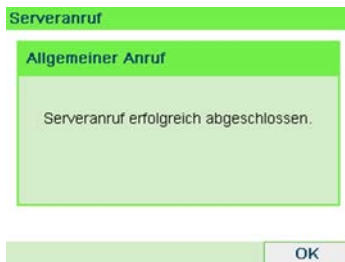 Serveranruf
Allgemeiner Anruf
Serveranruf erfolgreich abgeschlossen.
OK